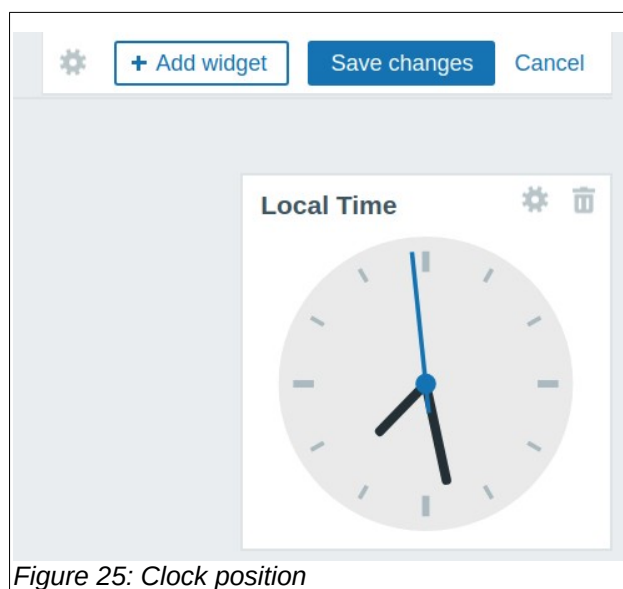 + Add widget Save changes Cancel
Local Time
Figure 25: Clock position